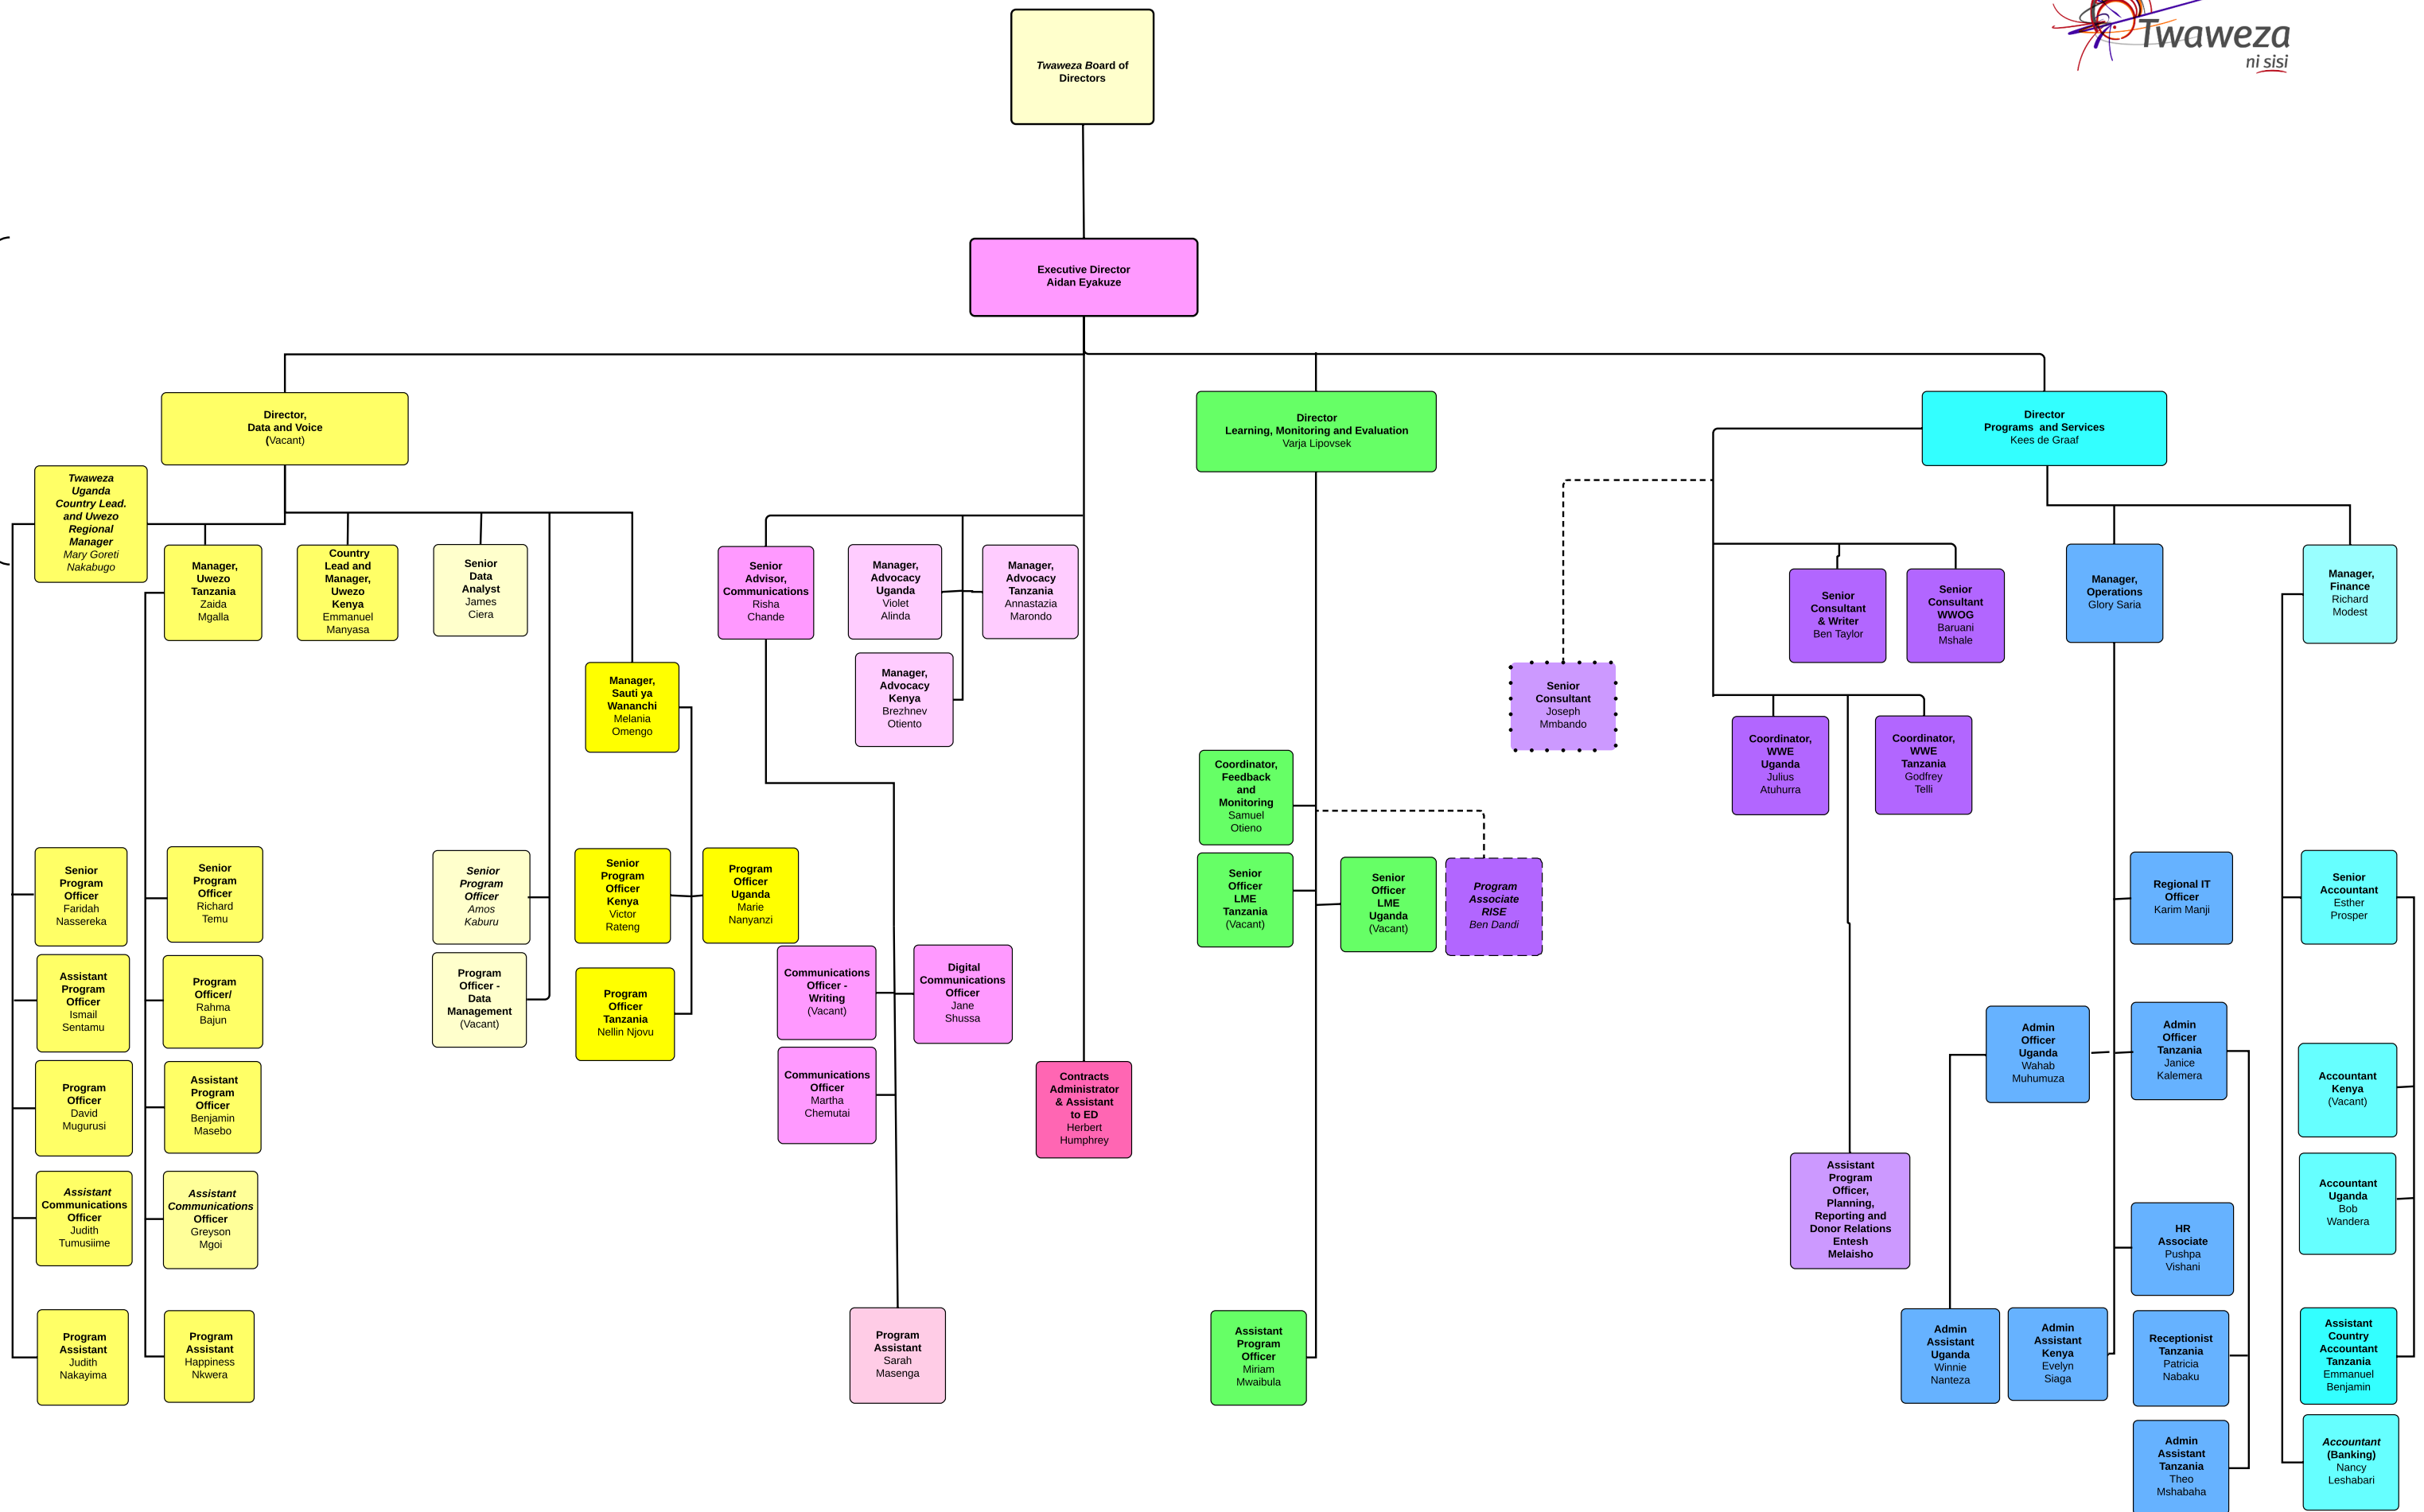 Twaweza
ni sisi
Twaweza Board of
Directors
Executive Director
Aidan Eyakuze
Director,
Data and Voice
(Vacant)
Director
Learning, Monitoring and Evaluation
Varja Lipovsek
Director
Programs and Services
Kees de Graaf
Twaweza
Uganda
Country Lead.
and Uwezo
Regional
Manager
Mary Goreti
Nakabugo
Manager,
Uwezo
Tanzania
Zaida
Mgalla
Country
Lead and
Manager,
Uwezo
Kenya
Emmanuel
Manyasa
Senior
Data
Analyst
James
Ciera
Senior
Advisor,
Communications
Risha
Chande
Manager,
Advocacy
Uganda
Violet
Alinda
Manager,
Advocacy
Tanzania
Annastazia
Marondo
Senior
Consultant
& Writer
Ben Taylor
Senior
Consultant
WWOG
Baruani
Mshale
Manager,
Operations
Glory Saria
Manager,
Finance
Richard
Modest
Manager,
Sauti ya
Wananchi
Melania
Omengo
Manager,
Advocacy
Kenya
Brezhnev
Otiento
Senior
Consultant
Joseph
Mmbando
Coordinator,
WWE
Uganda
Julius
Atuhurra
Coordinator,
WWE
Tanzania
Godfrey
Telli
Coordinator,
Feedback
and
Monitoring
Samuel
Otieno
Senior
Program
Officer
Faridah
Nassereka
Senior
Program
Officer
Richard
Temu
Senior
Program
Officer
Amos
Kaburu
Senior
Program
Officer
Kenya
Victor
Rateng
Program
Officer
Uganda
Marie
Nanyanzi
Senior
Officer
LME
Tanzania
(Vacant)
Senior
Officer
LME
Uganda
(Vacant)
Program
Associate
RISE
Ben Dandi
Regional IT
Officer
Karim Manji
Senior
Accountant
Esther
Prosper
Assistant
Program
Officer
Ismail
Sentamu
Program
Officer/
Rahma
Bajun
Program
Officer -
Data
Management
(Vacant)
Program
Officer
Tanzania
Nellin Njovu
Communications
Officer -
Writing
(Vacant)
Digital
Communications
Officer
Jane
Shussa
Admin
Officer
Uganda
Wahab
Muhumuza
Admin
Officer
Tanzania
Janice
Kalemera
Accountant
Kenya
(Vacant)
Program
Officer
David
Mugurusi
Assistant
Program
Officer
Benjamin
Masebo
Communications
Officer
Martha
Chemutai
Contracts
Administrator
& Assistant
to ED
Herbert
Humphrey
Assistant
Communications
Officer
Judith
Tumusiime
Assistant
Communications
Officer
Greyson
Mgoi
Assistant
Program
Officer,
Planning,
Reporting and
Donor Relations
Entesh
Melaisho
HR
Associate
Pushpa
Vishani
Accountant
Uganda
Bob
Wandera
Program
Assistant
Judith
Nakayima
Program
Assistant
Happiness
Nkwera
Program
Assistant
Sarah
Masenga
Assistant
Program
Officer
Miriam
Mwaibula
Admin
Assistant
Uganda
Winnie
Nanteza
Admin
Assistant
Kenya
Evelyn
Siaga
Receptionist
Tanzania
Patricia
Nabaku
Assistant
Country
Accountant
Tanzania
Emmanuel
Benjamin
Admin
Assistant
Tanzania
Theo
Mshabaha
Accountant
(Banking)
Nancy
Leshabari